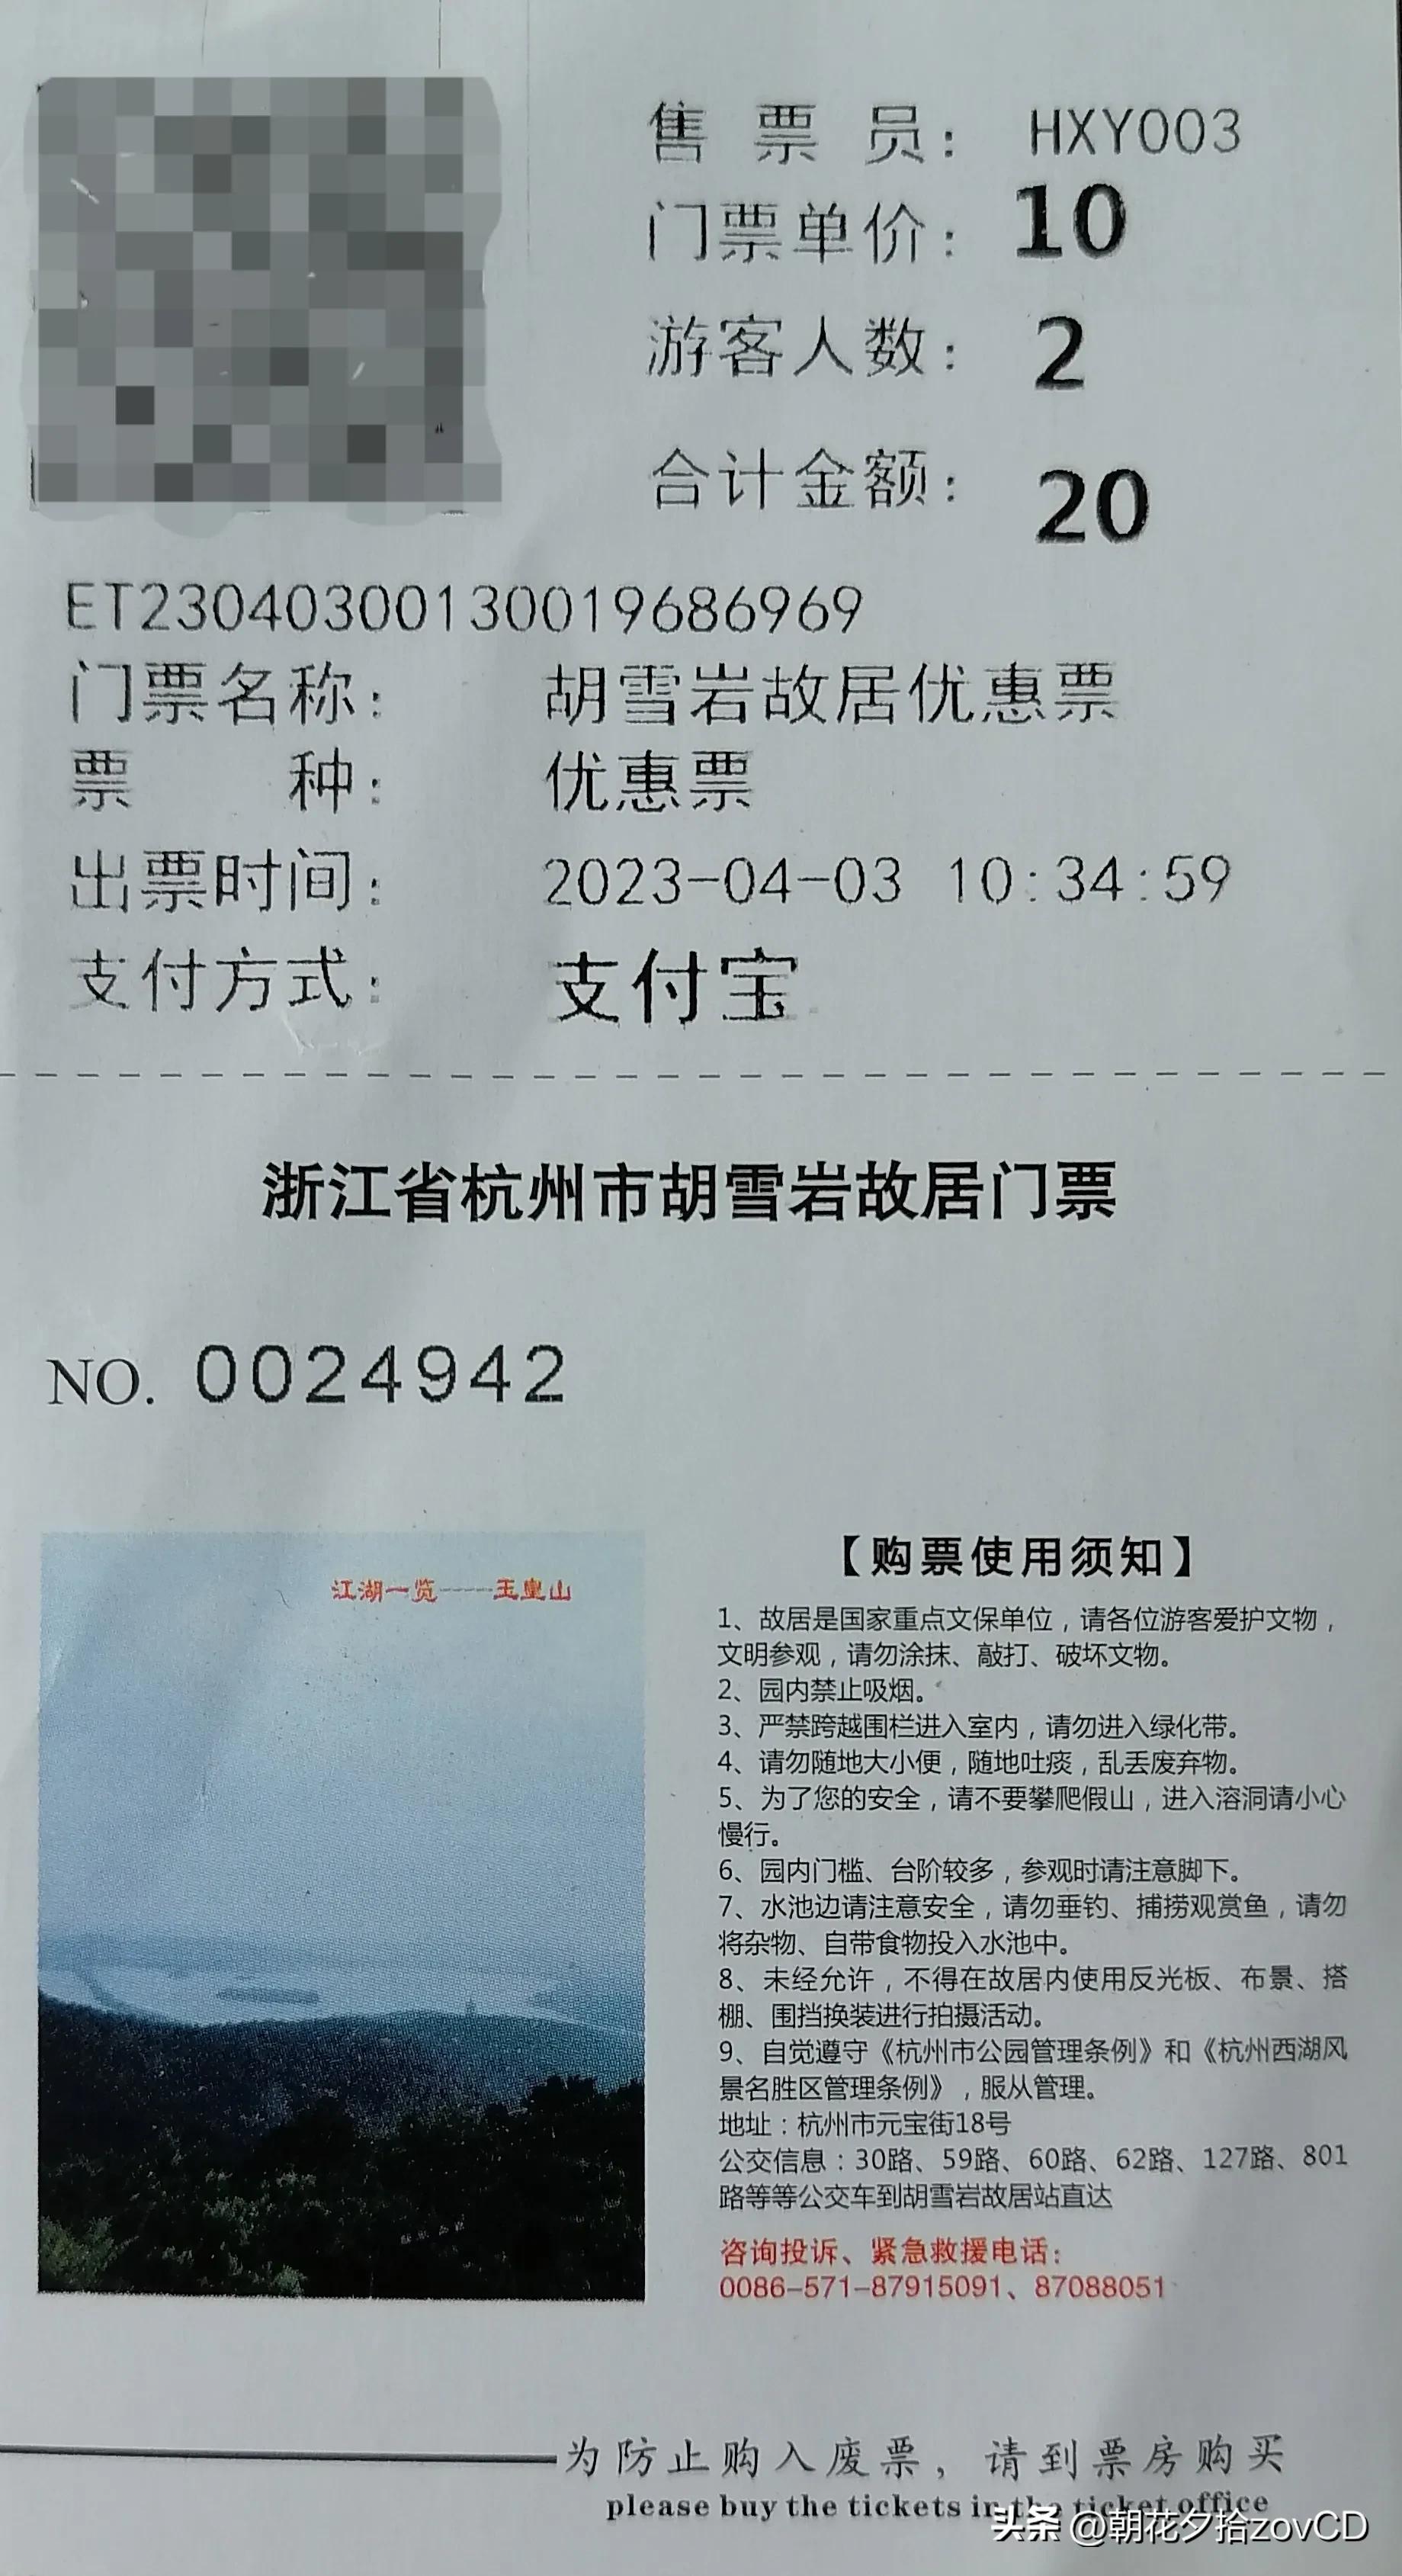 售票员： HXY003
门票单价： 10
游客人数： 2
合计金额： 20
ET23040300130019686969
门票名称： 胡雪岩故居优惠票
票种： 优惠票
出票时间： 2023-04-03 10:34:59
支付方式： 支付宝
浙江省杭州市胡雪岩故居门票
NO. 0024942
江湖一览----玉皇山
【购票使用须知】
1、故居是国家重点文保单位，请各位游客爱护文物，
文明参观，请勿涂抹、敲打、破坏文物。
2、园内禁止吸烟。
3、严禁跨越围栏进入室内，请勿进入绿化带。
4、请勿随地大小便，随地吐痰，乱丢废弃物。
5、为了您的安全，请不要攀爬假山，进入溶洞请小心
慢行。
6、园内门槛、台阶较多，参观时请注意脚下。
7、水池边请注意安全，请勿垂钓、捕捞观赏鱼，请勿
将杂物、自带食物投入水池中。
8、未经允许，不得在故居内使用反光板、布景、搭
棚、围挡换装进行拍摄活动。
9、自觉遵守《杭州市公园管理条例》和《杭州西湖风
景名胜区管理条例》，服从管理。
地址：杭州市元宝街18号
公交信息：30路、59路、60路、62路、127路、801
路等等公交车到胡雪岩故居站直达
咨询投诉、紧急救援电话：
0086-571-87915091、87088051
为防止购入废票，请到票房购买
please buy the tickets in the ticket office
头条 @朝花夕拾zovCD